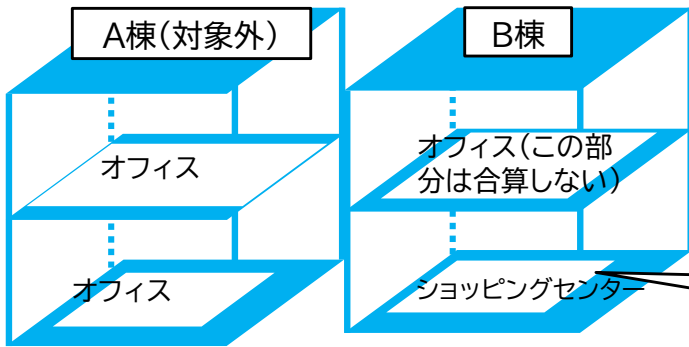 A棟(対象外)
B棟
オフィス
オフィス(この部
分は合算しない)
オフィス
ショッピングセンター